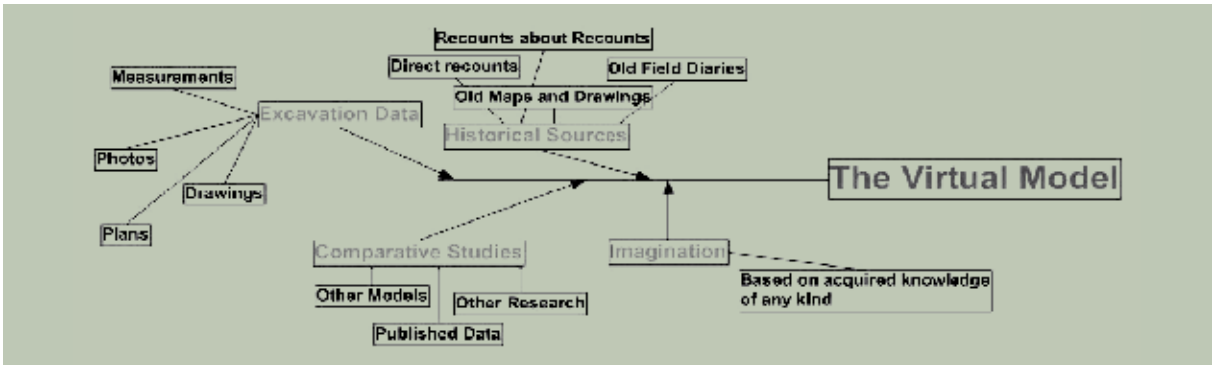 Recounts about Recounts
Direct recounts
Old Field Diaries
Measurements
Old Maps and Drawings
Excavation Data
Historical Sources
Photos
Drawings
Plans
The Virtual Model
Comparative Studies
Imagination
Other Models
Other Research
Published Data
Based on acquired knowledge
of any kind